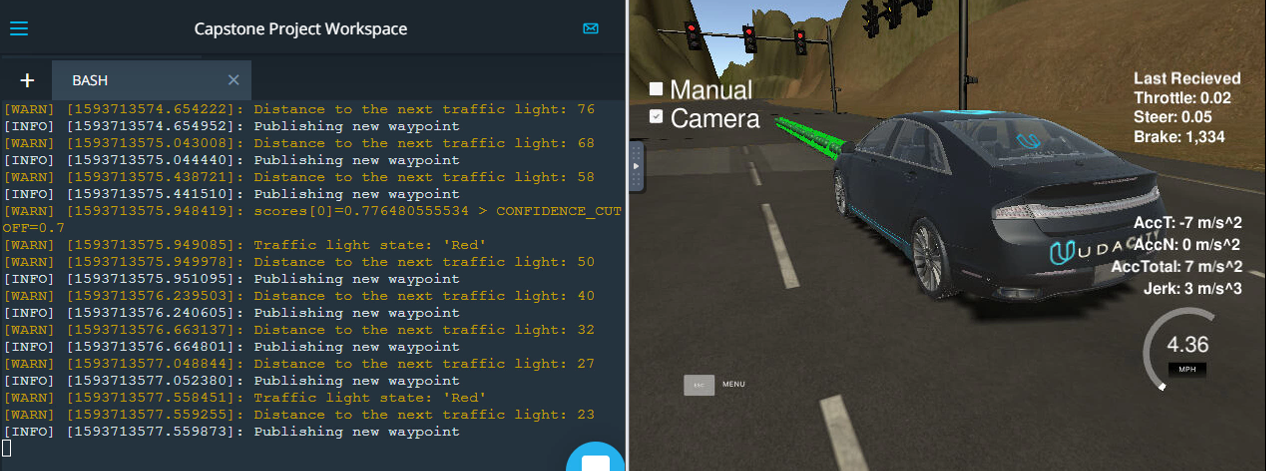 Capstone Project Workspace
+ BASH ×
[WARN] [1593713574.654222]: Distance to the next traffic light: 76
[INFO] [1593713574.654952]: Publishing new waypoint
[WARN] [1593713575.043008]: Distance to the next traffic light: 68
[INFO] [1593713575.044440]: Publishing new waypoint
[WARN] [1593713575.438721]: Distance to the next traffic light: 58
[INFO] [1593713575.441510]: Publishing new waypoint
[WARN] [1593713575.948419]: scores[0]=0.776480555534 > CONFIDENCE_CUT
OFF=0.7
[WARN] [1593713575.949085]: Traffic light state: 'Red'
[WARN] [1593713575.949978]: Distance to the next traffic light: 50
[INFO] [1593713575.951095]: Publishing new waypoint
[WARN] [1593713576.239503]: Distance to the next traffic light: 40
[INFO] [1593713576.240605]: Publishing new waypoint
[WARN] [1593713576.663137]: Distance to the next traffic light: 32
[INFO] [1593713576.664801]: Publishing new waypoint
[WARN] [1593713577.048844]: Distance to the next traffic light: 27
[INFO] [1593713577.052380]: Publishing new waypoint
[WARN] [1593713577.558451]: Traffic light state: 'Red'
[WARN] [1593713577.559255]: Distance to the next traffic light: 23
[INFO] [1593713577.559873]: Publishing new waypoint
Manual
Camera
Last Recieved
Throttle: 0.02
Steer: 0.05
Brake: 1,334
AccT: -7 m/s^2
AccN: 0 m/s^2
AccTotal: 7 m/s^2
Jerk: 3 m/s^3
4.36
MPH
ESC MENU